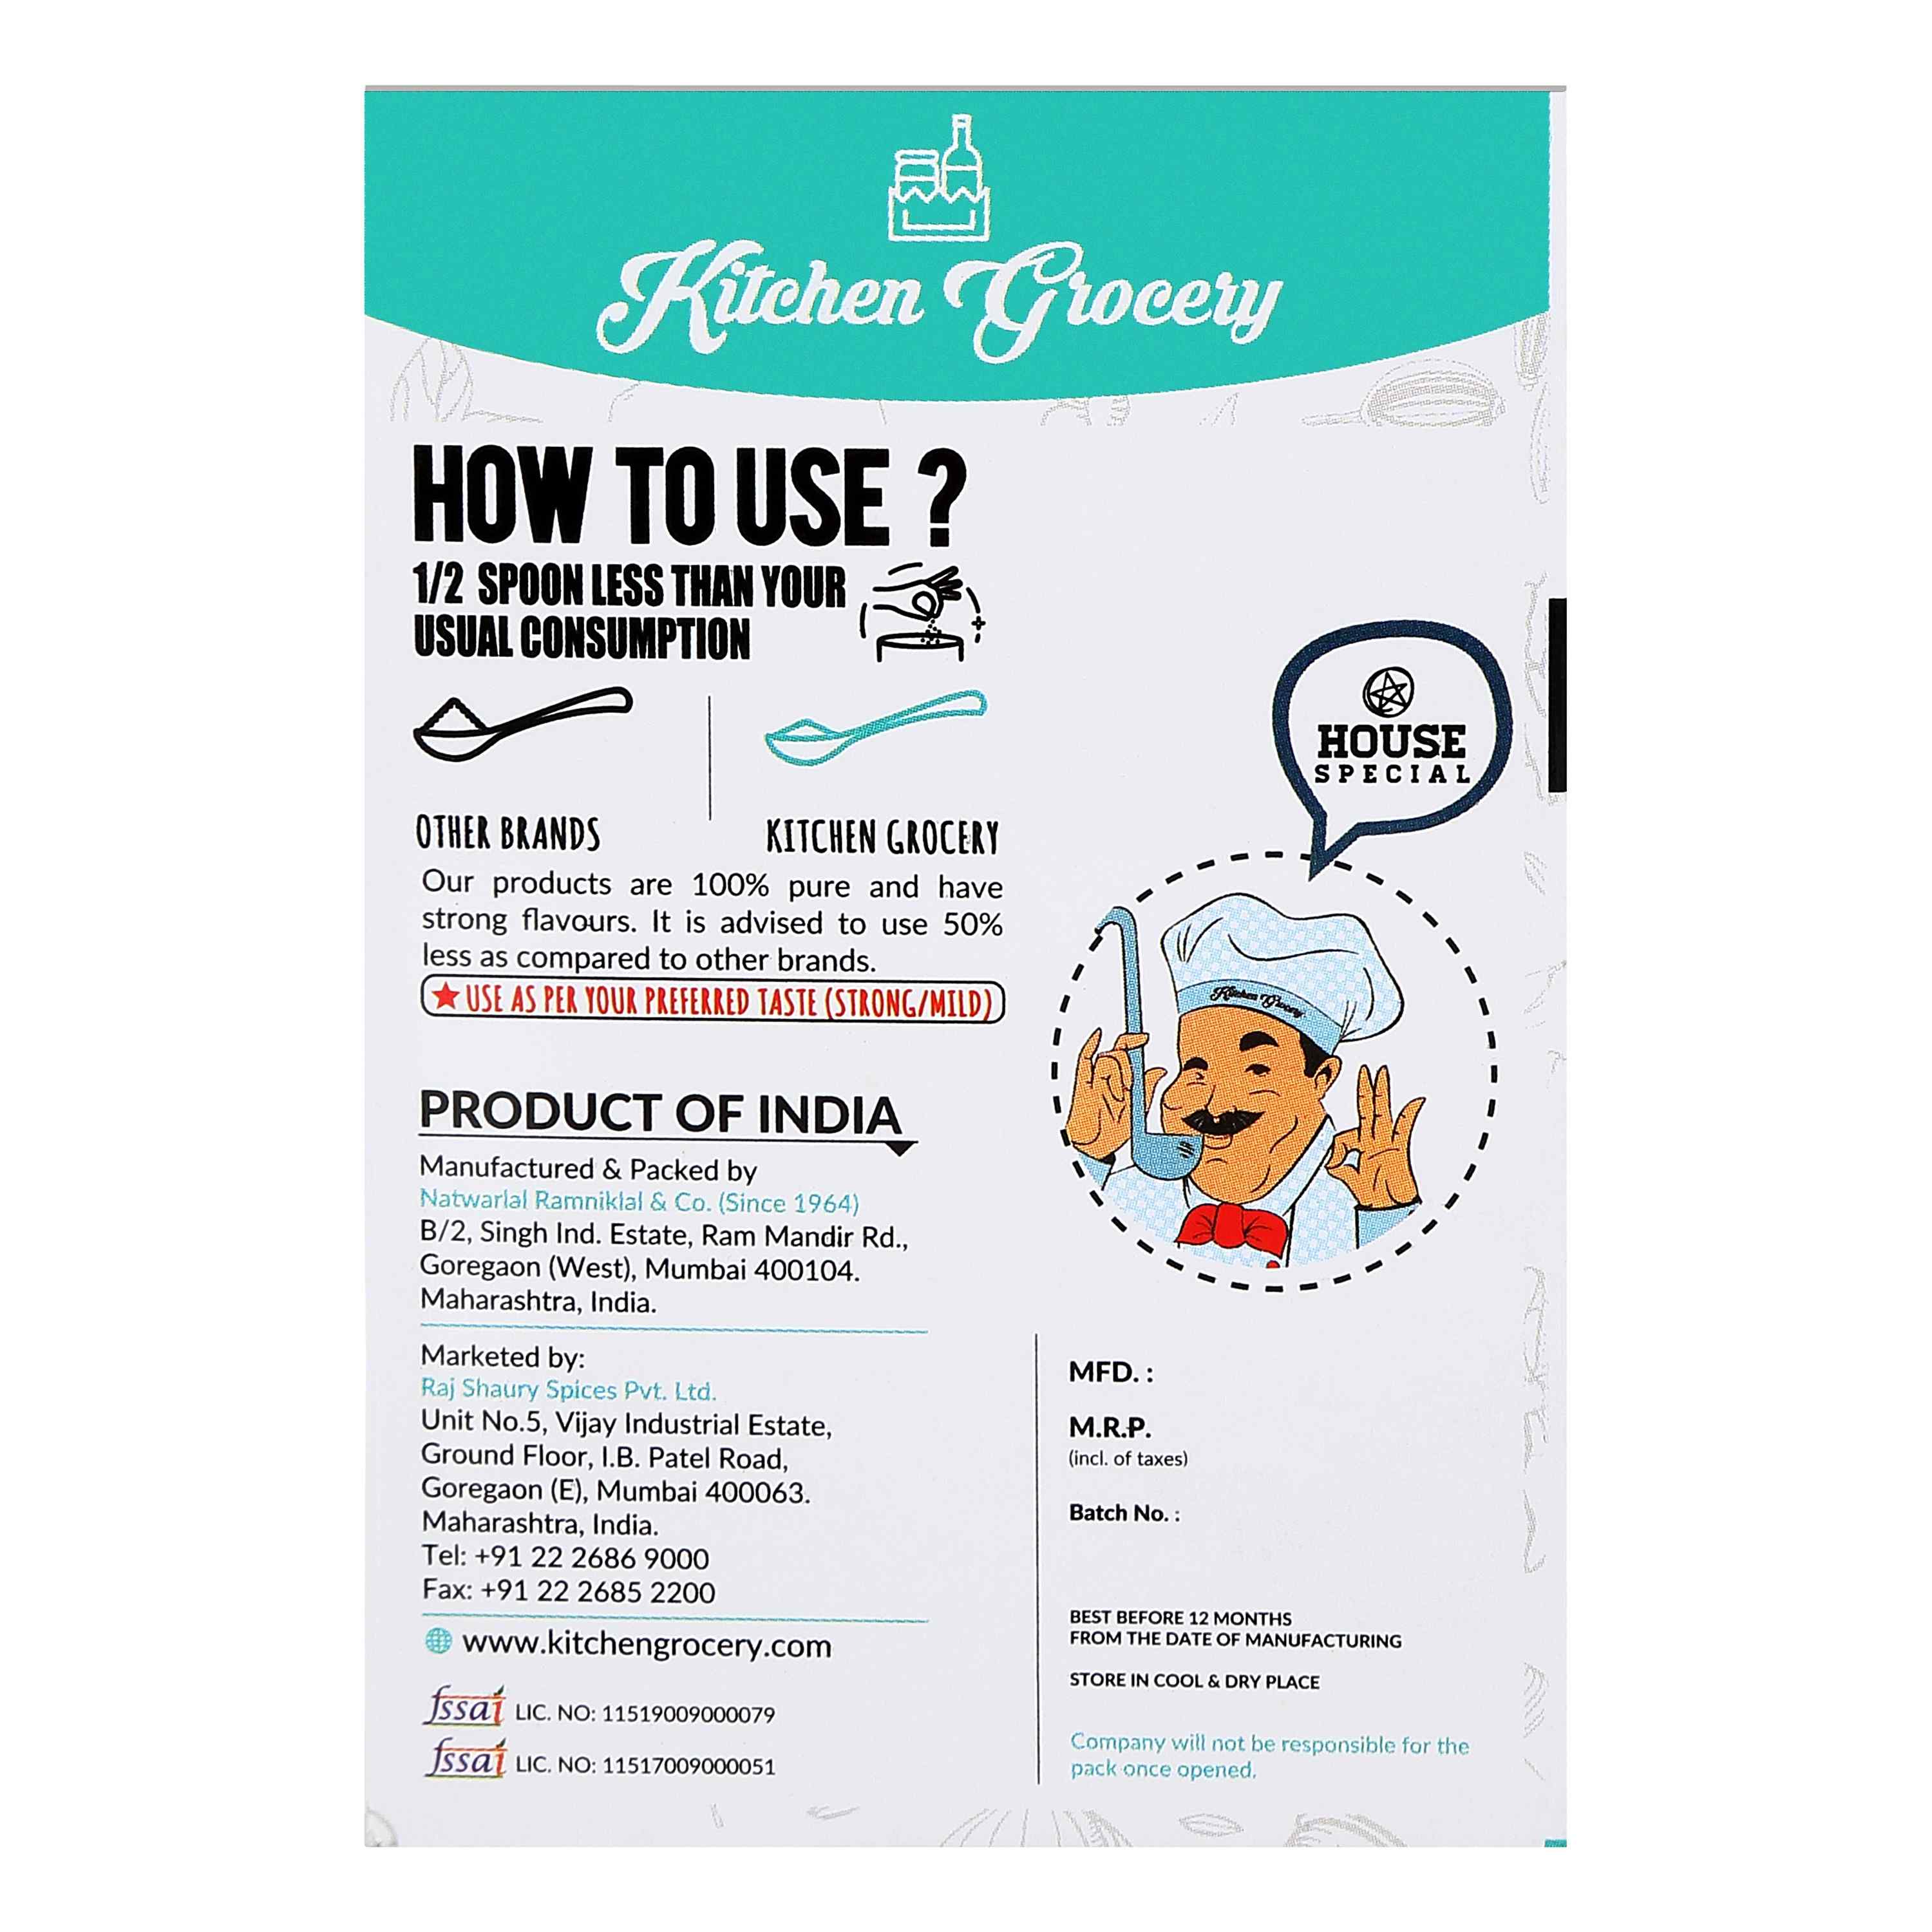 Kitchen Grocery
HOW TO USE ?
1/2 SPOON LESS THAN YOUR
USUAL CONSUMPTION
OTHER BRANDS
KITCHEN GROCERY
Our products are 100% pure and have
strong flavours. It is advised to use 50%
less as compared to other brands.
USE AS PER YOUR PREFERRED TASTE (STRONG/MILD)
HOUSE
SPECIAL
Kitchen Grocery
PRODUCT OF INDIA
Manufactured & Packed by
Natwarlal Ramniklal & Co. (Since 1964)
B/2, Singh Ind. Estate, Ram Mandir Rd.,
Goregaon (West), Mumbai 400104.
Maharashtra, India.
Marketed by:
Raj Shaury Spices Pvt. Ltd.
Unit No.5, Vijay Industrial Estate,
Ground Floor, I.B. Patel Road,
Goregaon (E), Mumbai 400063.
Maharashtra, India.
Tel: +91 22 2686 9000
Fax: +91 22 2685 2200
www.kitchengrocery.com
fssai LIC. NO: 11519009000079
fssai LIC. NO: 11517009000051
MFD. :
M.R.P.
(incl. of taxes)
Batch No. :
BEST BEFORE 12 MONTHS
FROM THE DATE OF MANUFACTURING
STORE IN COOL & DRY PLACE
Company will not be responsible for the
pack once opened.